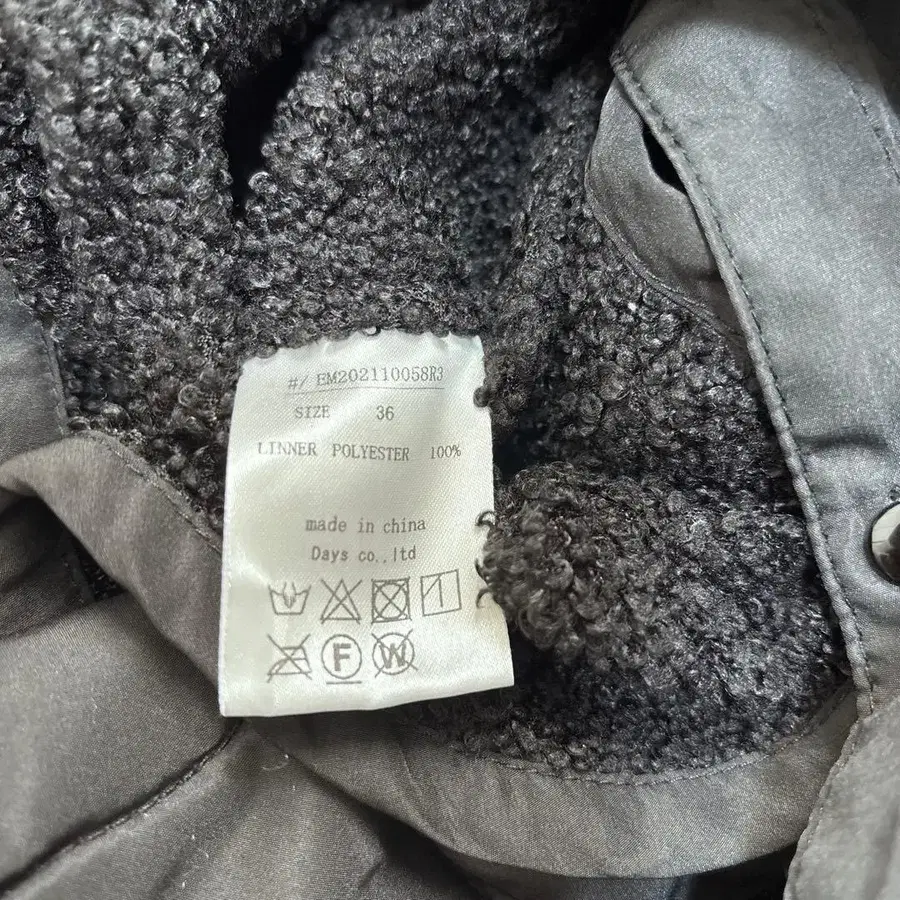 #/ EM202110058R3
SIZE 36
LINNER POLYESTER 100%
made in china
Days co.,ltd
F W